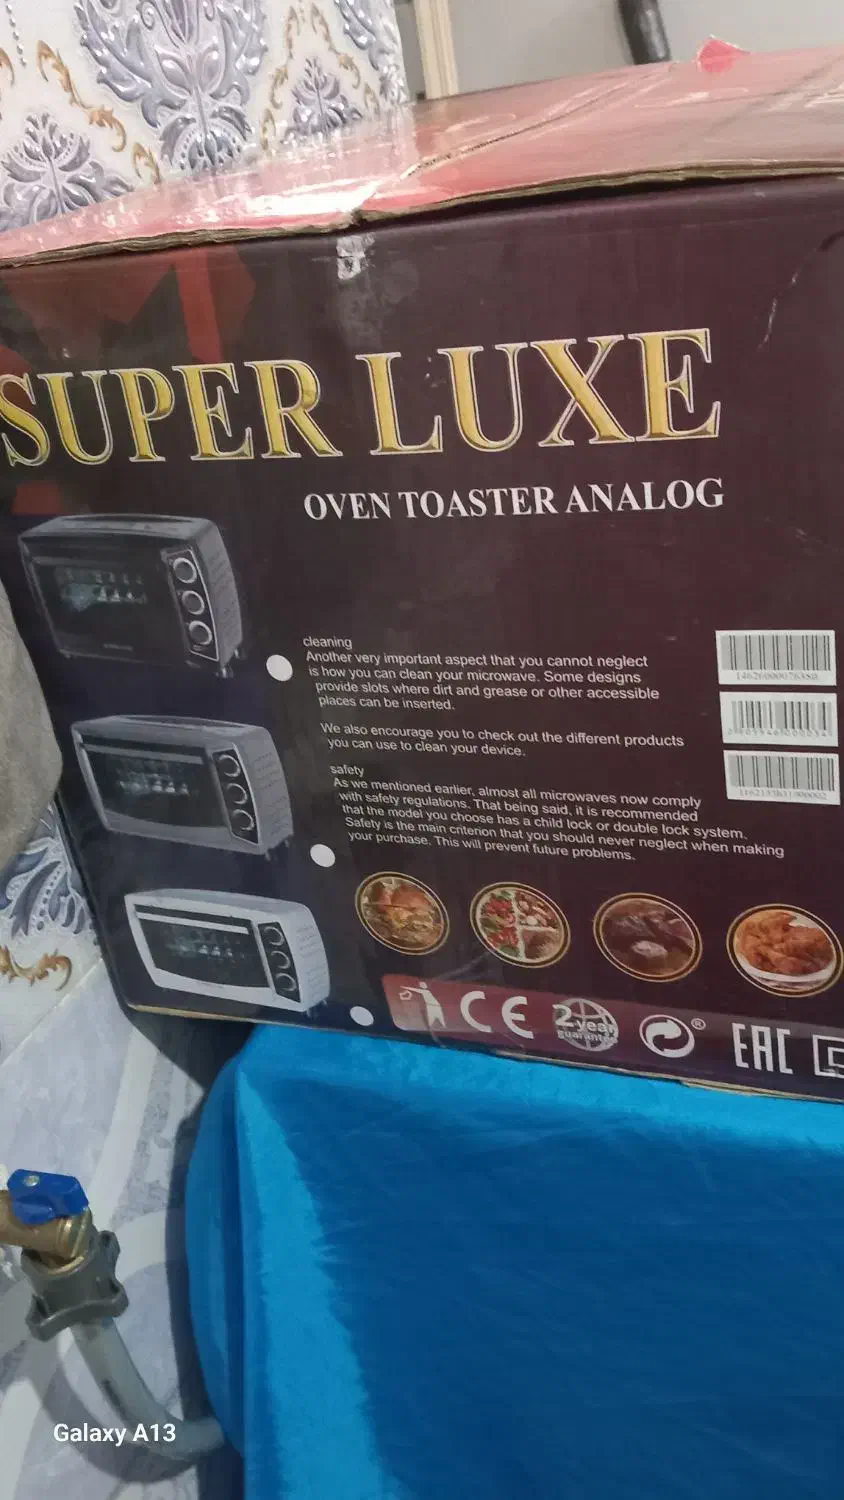 SUPER LUXE
OVEN TOASTER ANALOG
cleaning
Another very important aspect that you cannot neglect
is how you can clean your microwave. Some designs
provide slots where dirt and grease or other accessible
places can be inserted.
We also encourage you to check out the different products
you can use to clean your device.
safety
As we mentioned earlier, almost all microwaves now comply
with safety regulations. That being said, it is recommended
that the model you choose has a child lock or double lock system.
Safety is the main criterion that you should never neglect when making
your purchase. This will prevent future problems.
CE
2 year
guarantee
®
EAC
Galaxy A13